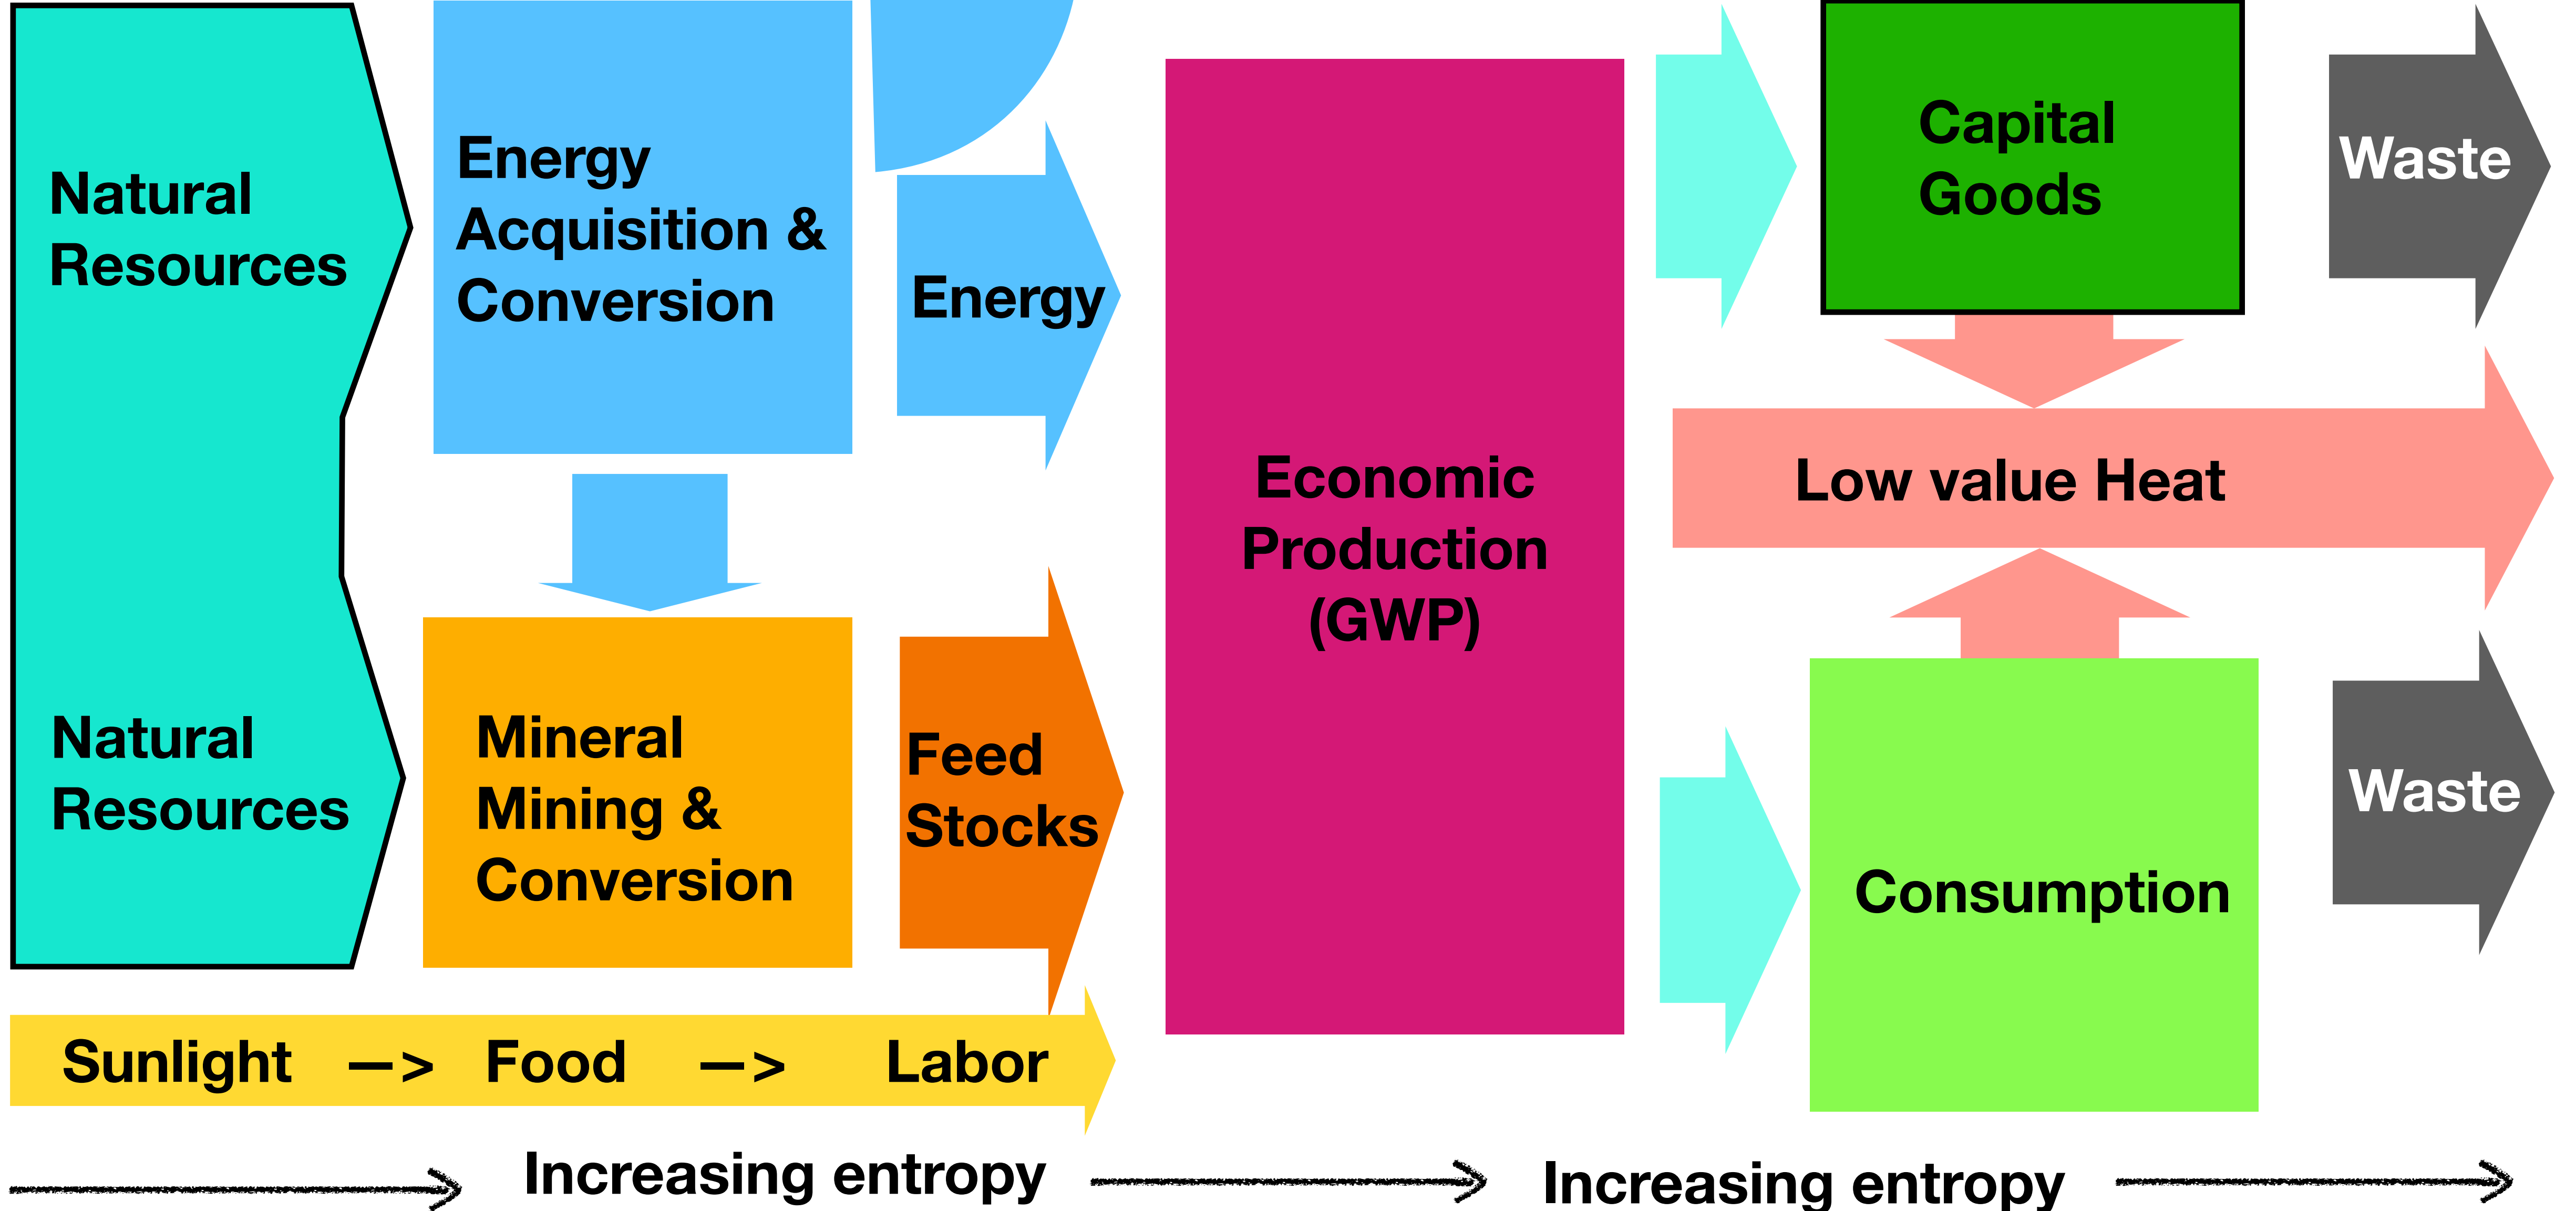 Natural
Resources
Energy
Acquisition &
Conversion
Energy
Economic
Production
(GWP)
Capital
Goods
Waste
Low value Heat
Natural
Resources
Mineral
Mining &
Conversion
Feed
Stocks
Consumption
Waste
Sunlight —> Food —> Labor
Increasing entropy
Increasing entropy